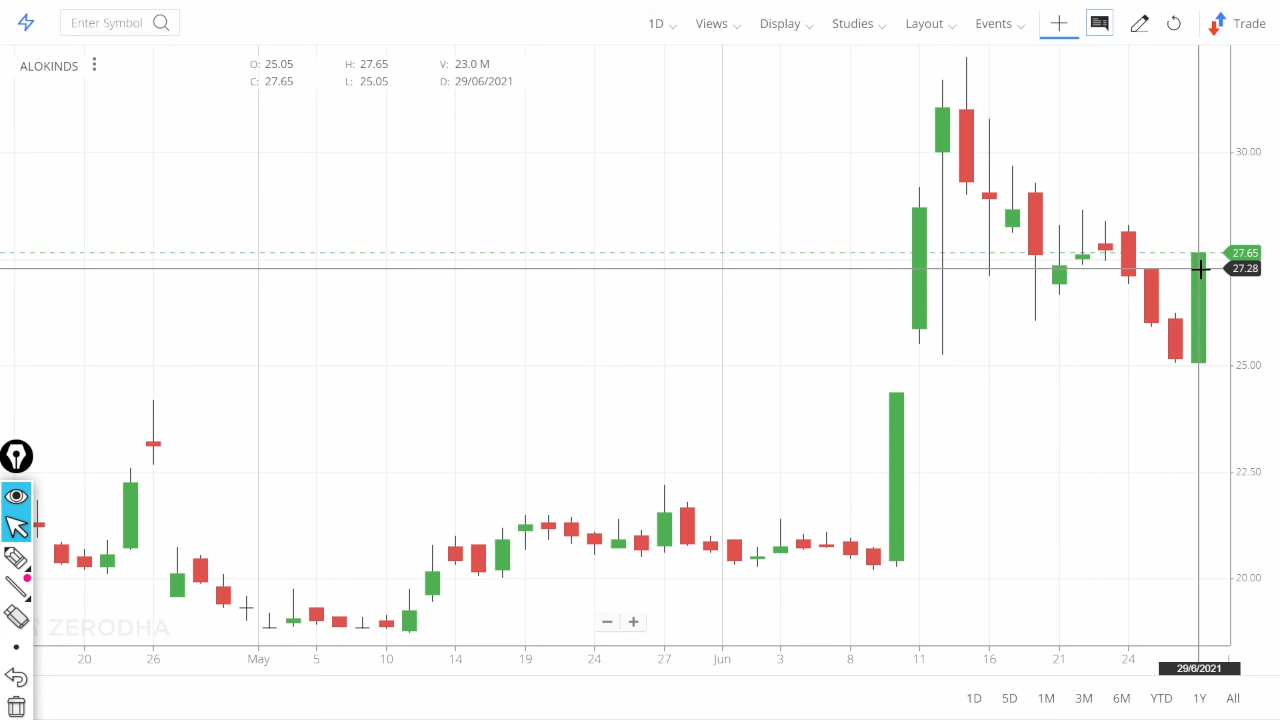 Enter Symbol
1D Views Display Studies Layout Events Trade
ALOKINDS
O: 25.05 H: 27.65 V: 23.0 M
C: 27.65 L: 25.05 D: 29/06/2021
30.00
27.65
27.28
25.00
22.50
20.00
ZERODHA
20 26 May 5 10 14 19 24 27 Jun 3 8 11 16 21 24
29/6/2021
1D 5D 1M 3M 6M YTD 1Y All